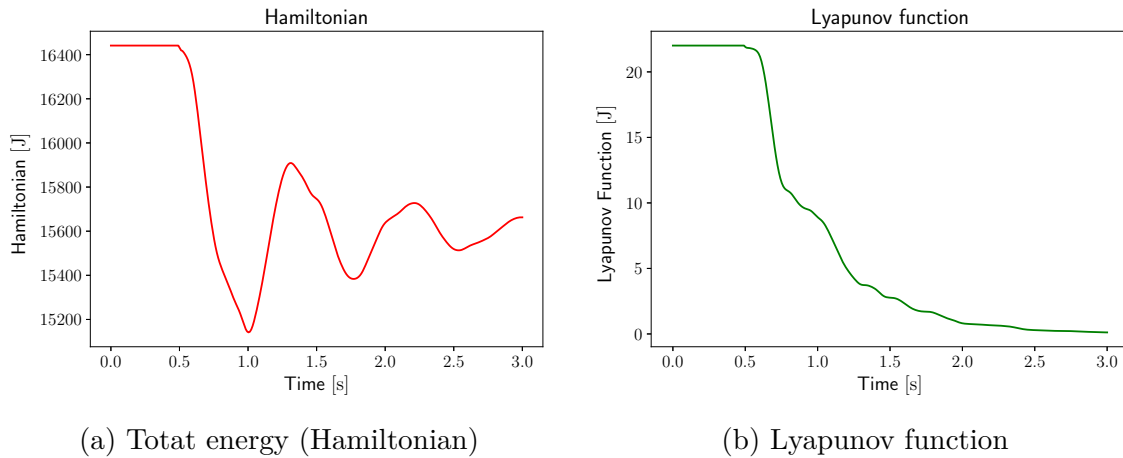 Hamiltonian
16400
16200
16000
15800
15600
15400
15200
Hamiltonian [J]
0.0 0.5 1.0 1.5 2.0 2.5 3.0
Time [s]
(a) Totat energy (Hamiltonian)
Lyapunov function
20
15
10
5
0
Lyapunov Function [J]
0.0 0.5 1.0 1.5 2.0 2.5 3.0
Time [s]
(b) Lyapunov function